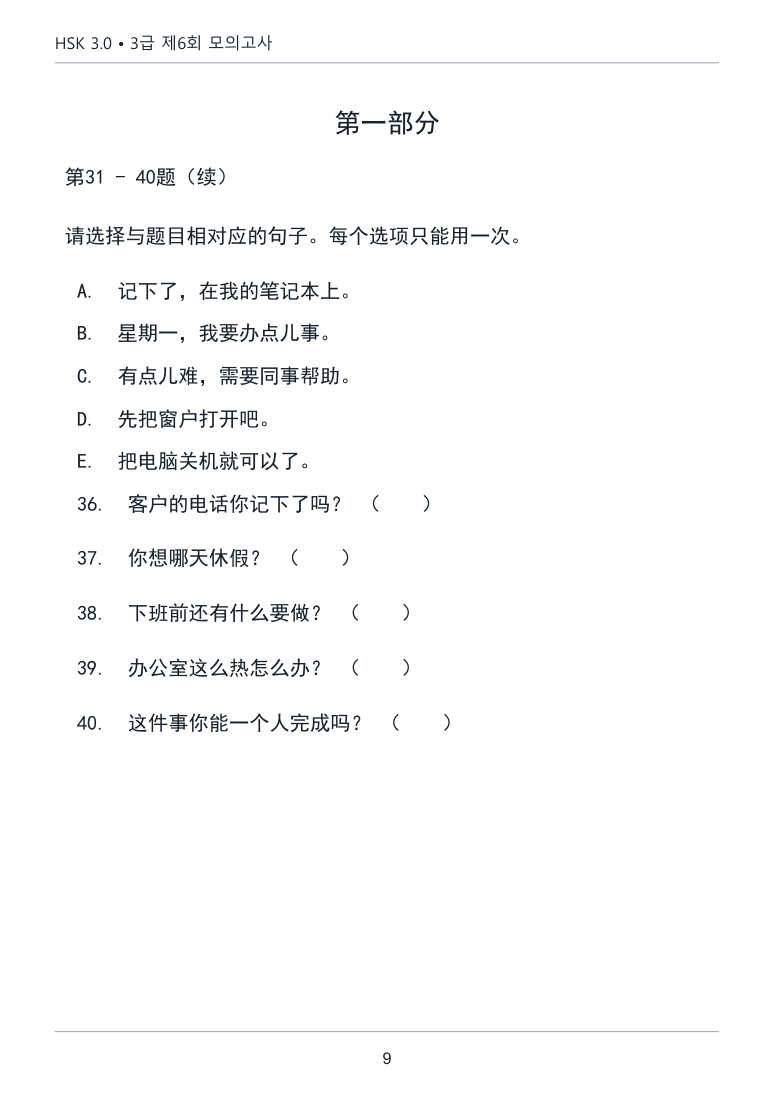 HSK 3.0 • 3급 제6회 모의고사
第一部分
第31 - 40题（续）
请选择与题目相对应的句子。每个选项只能用一次。
A. 记下了，在我的笔记本上。
B. 星期一，我要办点儿事。
C. 有点儿难，需要同事帮助。
D. 先把窗户打开吧。
E. 把电脑关机就可以了。
36. 客户的电话你记下了吗？ （　　）
37. 你想哪天休假？ （　　）
38. 下班前还有什么要做？ （　　）
39. 办公室这么热怎么办？ （　　）
40. 这件事你能一个人完成吗？ （　　）
9